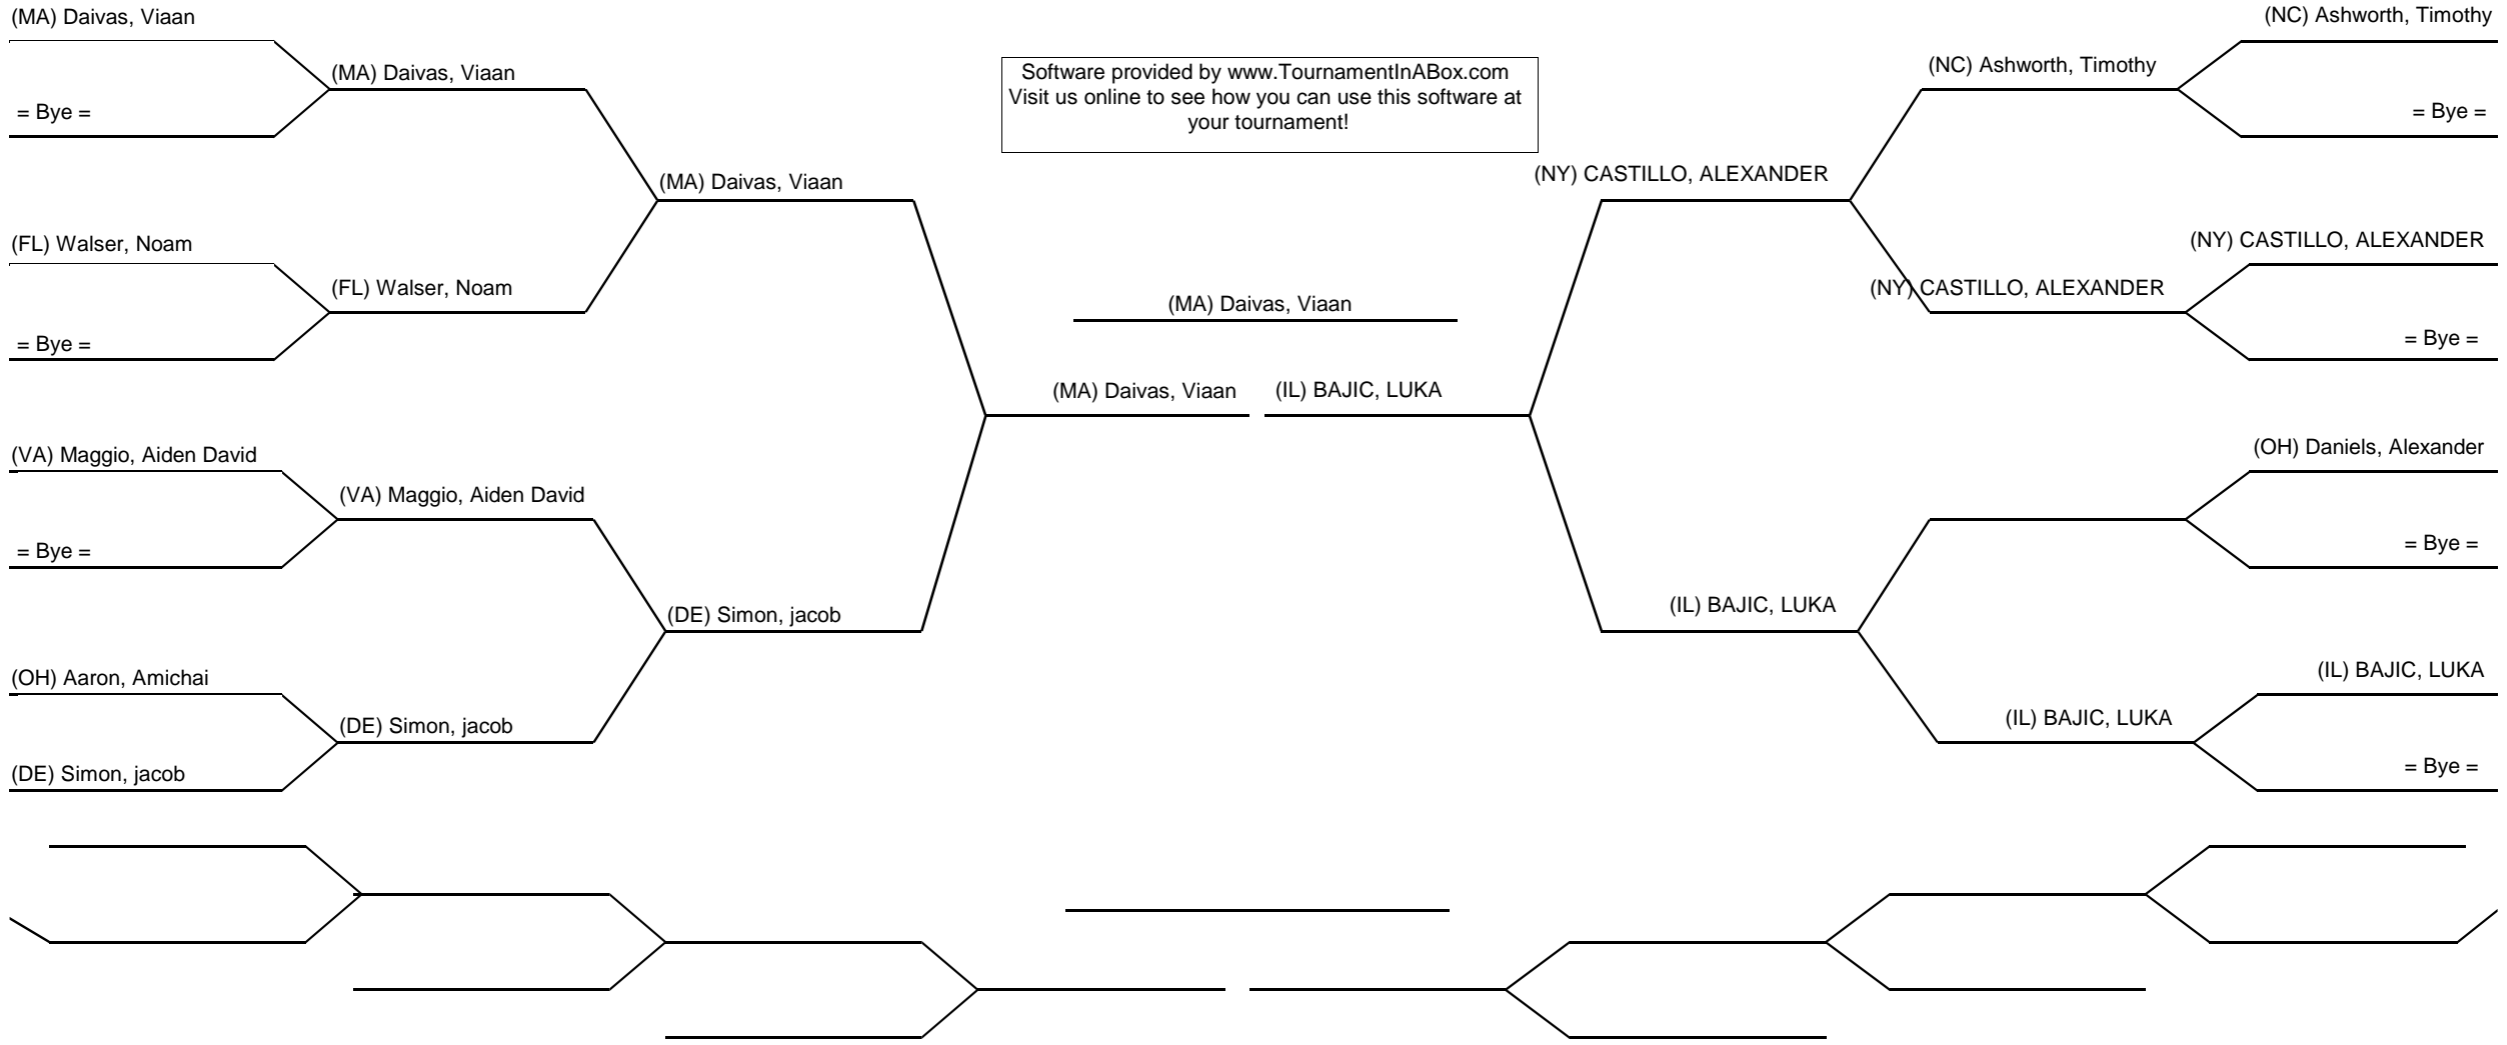 (MA) Daivas, Viaan
(NC) Ashworth, Timothy
(MA) Daivas, Viaan
Software provided by www.TournamentInABox.com
Visit us online to see how you can use this software at
your tournament!
(NC) Ashworth, Timothy
= Bye =
= Bye =
(MA) Daivas, Viaan
(NY) CASTILLO, ALEXANDER
(FL) Walser, Noam
(NY) CASTILLO, ALEXANDER
(FL) Walser, Noam
(MA) Daivas, Viaan
(NY) CASTILLO, ALEXANDER
= Bye =
= Bye =
(MA) Daivas, Viaan
(IL) BAJIC, LUKA
(VA) Maggio, Aiden David
(OH) Daniels, Alexander
(VA) Maggio, Aiden David
= Bye =
= Bye =
(DE) Simon, jacob
(IL) BAJIC, LUKA
(OH) Aaron, Amichai
(IL) BAJIC, LUKA
(DE) Simon, jacob
(IL) BAJIC, LUKA
(DE) Simon, jacob
= Bye =